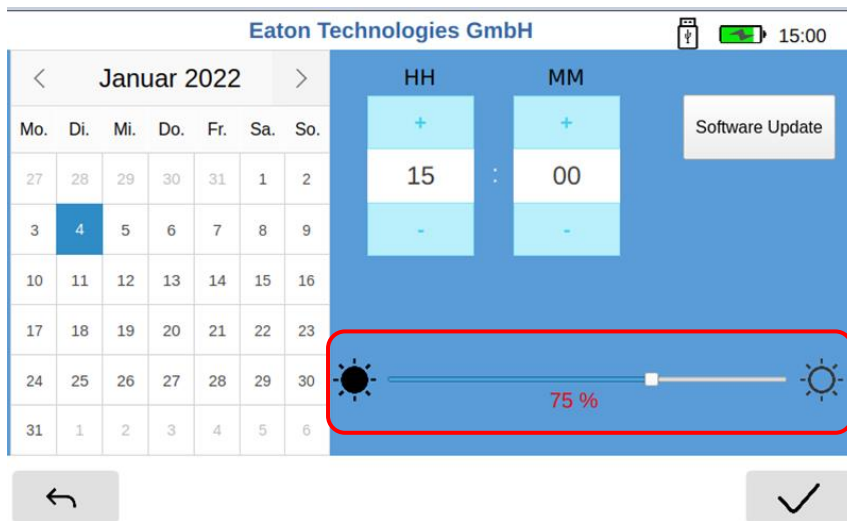 Eaton Technologies GmbH
15:00
Januar 2022
Mo. Di. Mi. Do. Fr. Sa. So.
27 28 29 30 31 1 2
3 4 5 6 7 8 9
10 11 12 13 14 15 16
17 18 19 20 21 22 23
24 25 26 27 28 29 30
31 1 2 3 4 5 6
HH MM
+ +
15 : 00
- -
Software Update
75 %